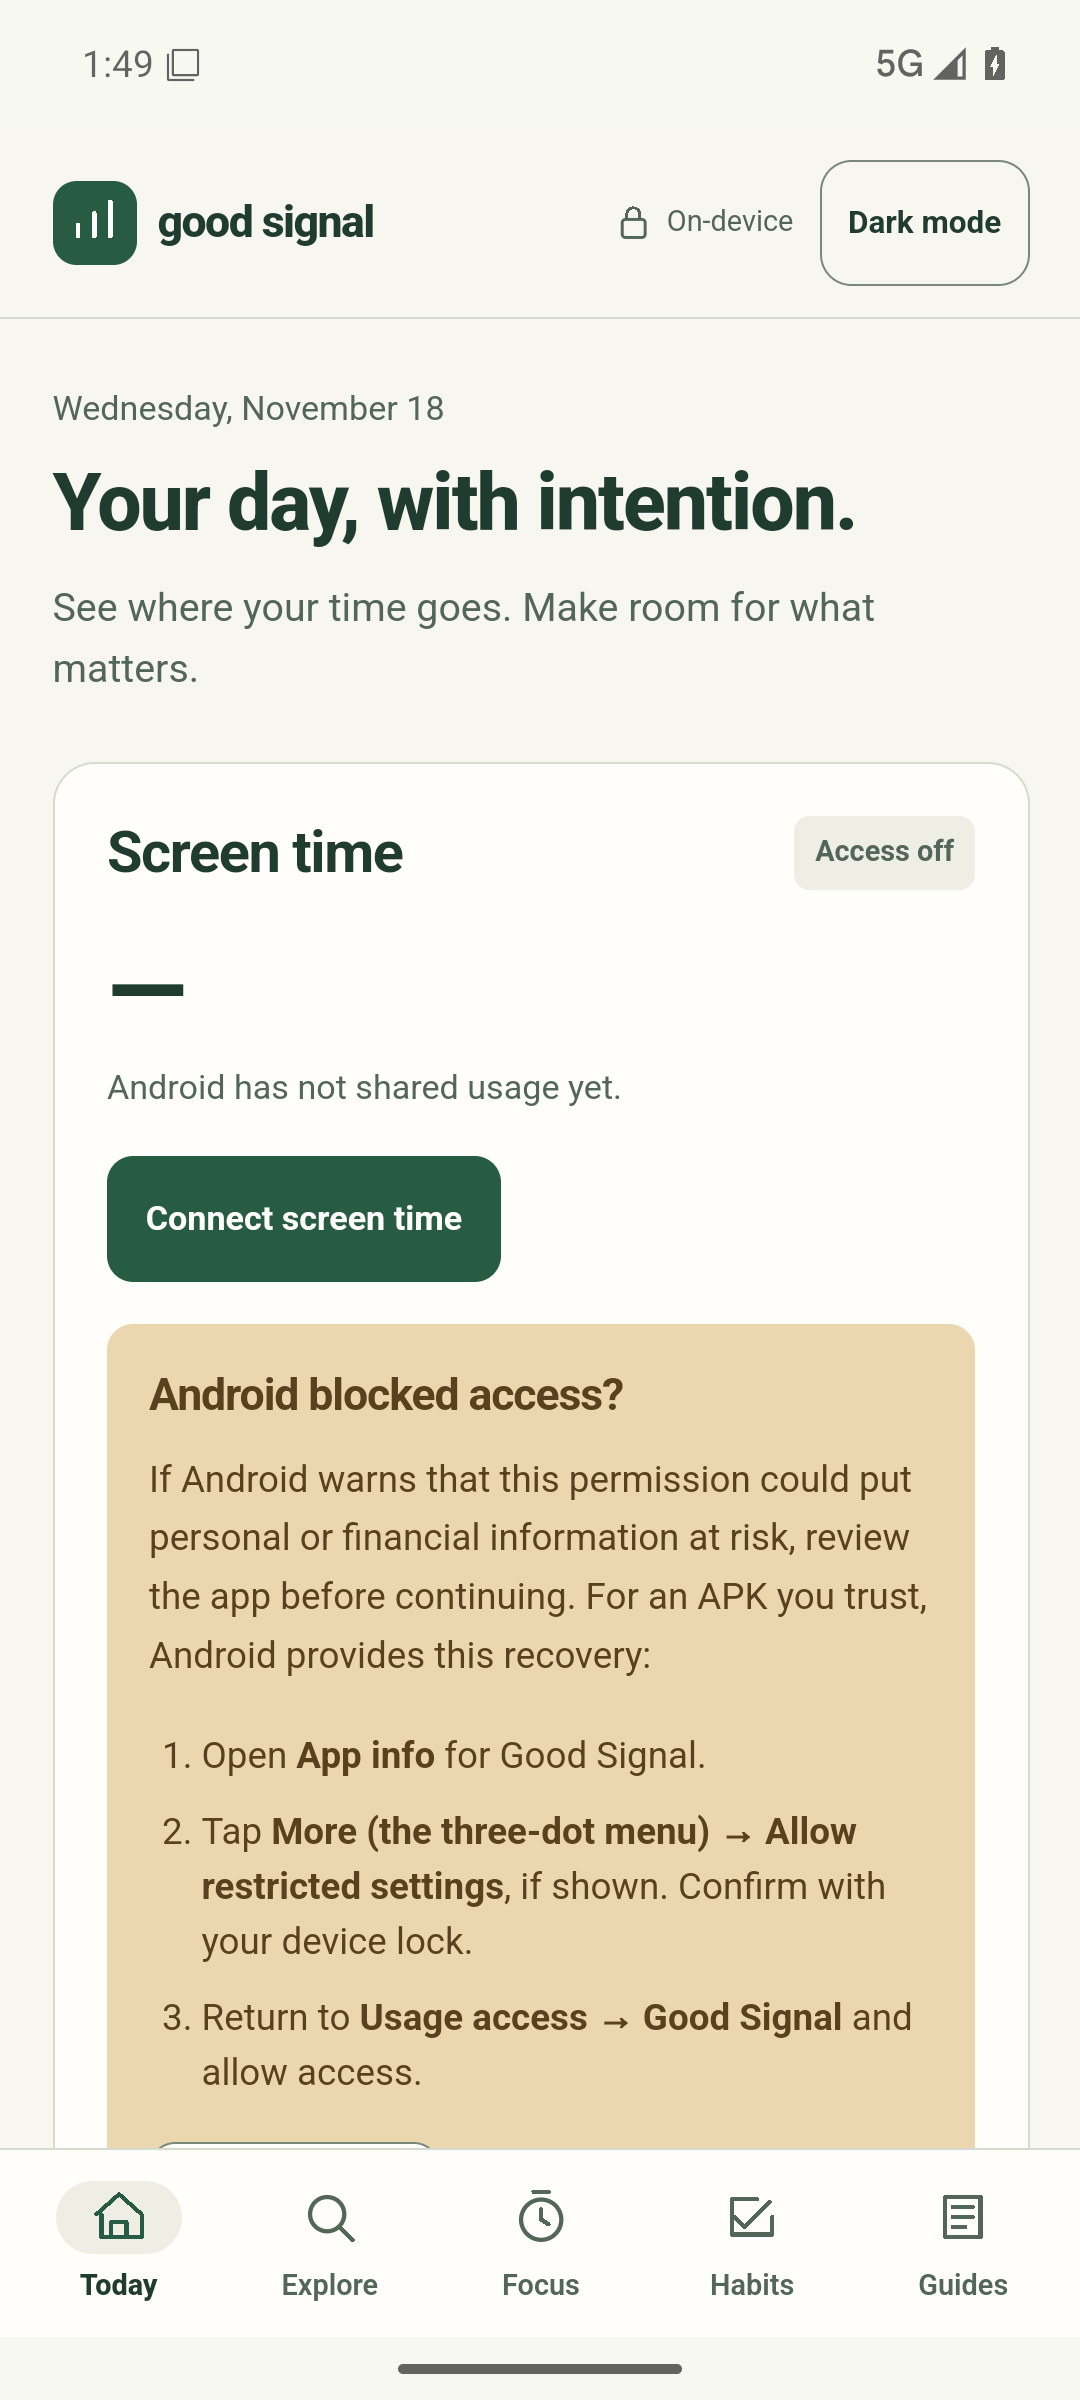 1:49
5G
good signal
On-device
Dark mode
Wednesday, November 18
Your day, with intention.
See where your time goes. Make room for what
matters.
Screen time
Access off
—
Android has not shared usage yet.
Connect screen time
Android blocked access?
If Android warns that this permission could put
personal or financial information at risk, review
the app before continuing. For an APK you trust,
Android provides this recovery:
1. Open App info for Good Signal.
2. Tap More (the three-dot menu) → Allow
restricted settings, if shown. Confirm with
your device lock.
3. Return to Usage access → Good Signal and
allow access.
Today
Explore
Focus
Habits
Guides